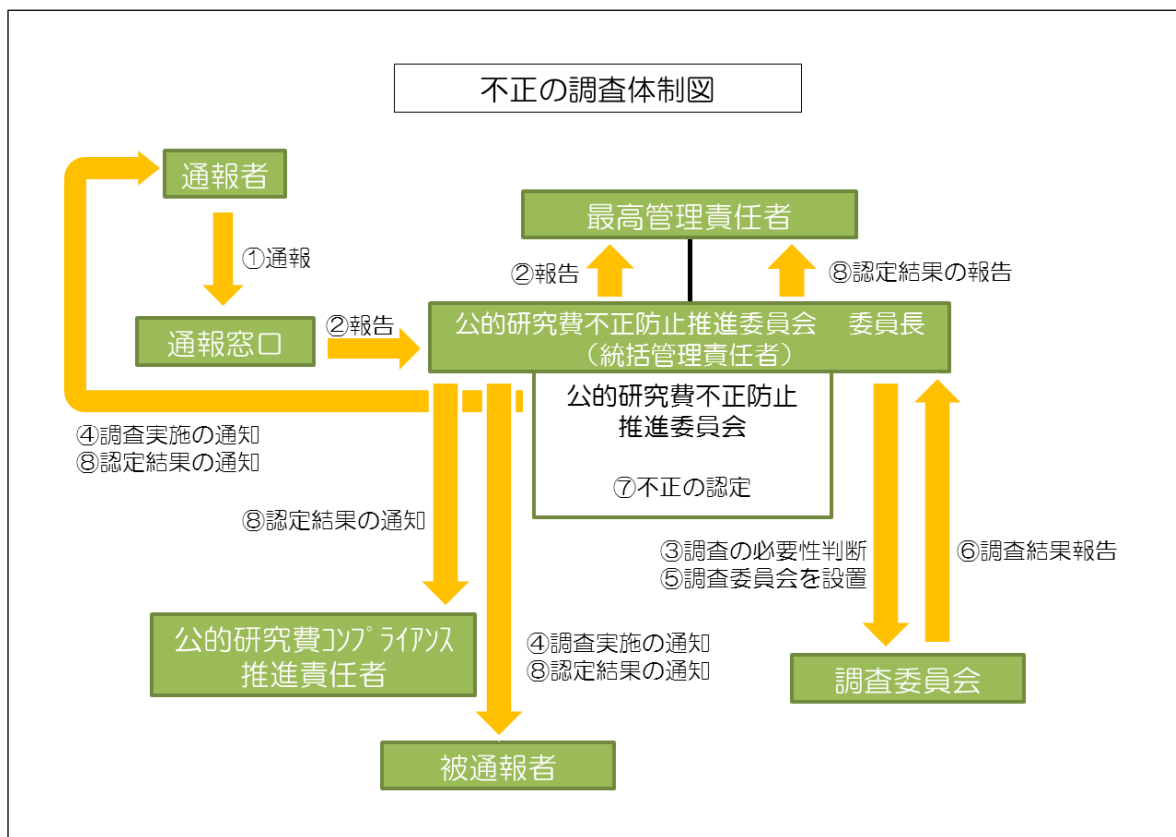 不正の調査体制図
通報者
①通報
通報窓口
②報告
最高管理責任者
②報告
⑧認定結果の報告
公的研究費不正防止推進委員会　委員長
（統括管理責任者）
公的研究費不正防止
推進委員会
⑦不正の認定
④調査実施の通知
⑧認定結果の通知
⑧認定結果の通知
③調査の必要性判断
⑤調査委員会を設置
⑥調査結果報告
公的研究費ｺﾝﾌﾟﾗｲｱﾝｽ
推進責任者
④調査実施の通知
⑧認定結果の通知
調査委員会
被通報者